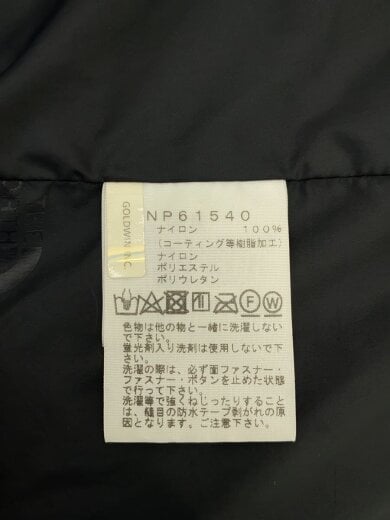 GOLDWIN INC.
NP61540
ナイロン 100%
(コーティング等樹脂加工)
ナイロン
ポリエステル
ポリウレタン
色物は他の物と一緒に洗濯しない
で下さい。
蛍光剤入り洗剤は使用しないで下
さい。
洗濯の際は、必ず面ファスナー・
ファスナー・ボタンを止めた状態
で行って下さい。
洗濯等で強くねじったりすること
は、縫目の防水テープ剥がれの原
因となります。ご注意下さい。